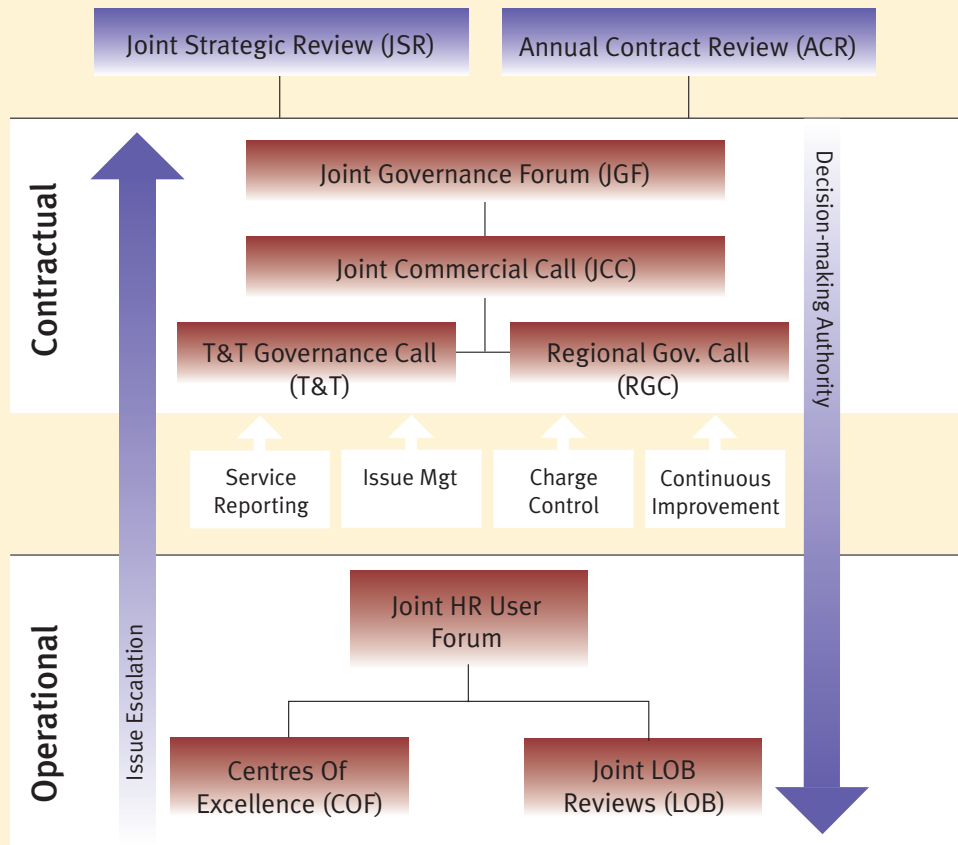 Joint Strategic Review (JSR)
Annual Contract Review (ACR)
Contractual
Joint Governance Forum (JGF)
Joint Commercial Call (JCC)
T&T Governance Call
(T&T)
Regional Gov. Call
(RGC)
Decision-making Authority
Service
Reporting
Issue Mgt
Charge
Control
Continuous
Improvement
Operational
Issue Escalation
Joint HR User
Forum
Centres Of
Excellence (COF)
Joint LOB
Reviews (LOB)